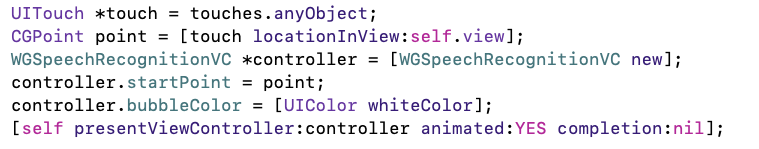 UITouch *touch = touches.anyObject;
CGPoint point = [touch locationInView:self.view];
WGSpeechRecognitionVC *controller = [WGSpeechRecognitionVC new];
controller.startPoint = point;
controller.bubbleColor = [UIColor whiteColor];
[self presentViewController:controller animated:YES completion:nil];